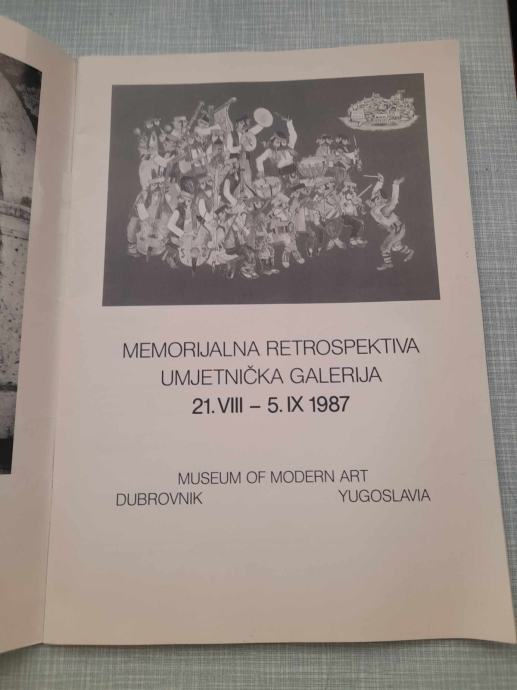 MEMORIJALNA RETROSPEKTIVA
UMJETNIČKA GALERIJA
21. VIII – 5. IX 1987
MUSEUM OF MODERN ART
DUBROVNIK YUGOSLAVIA